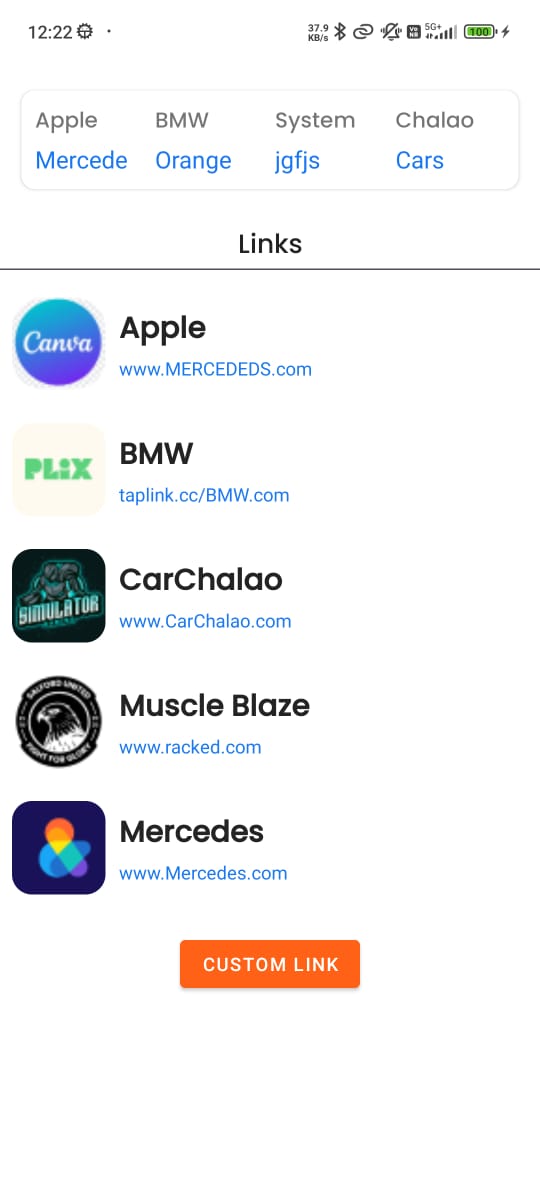 12:22
37.9
KB/s
Vo
NR
5G+
100
Apple BMW System Chalao
Mercede Orange jgfjs Cars
Links
Canva
Apple
www.MERCEDEDS.com
PLiX
BMW
taplink.cc/BMW.com
SIMULATOR
CarChalao
www.CarChalao.com
SALFORD UNITED
FIGHT FOR GLORY
Muscle Blaze
www.racked.com
Mercedes
www.Mercedes.com
CUSTOM LINK